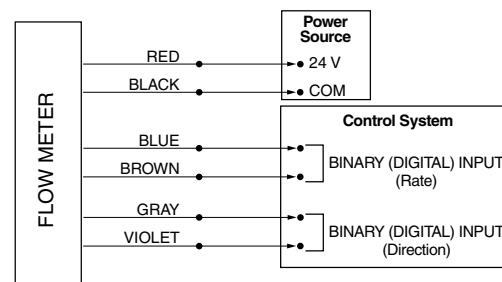 FLOW METER
Power
Source
RED
24 V
BLACK
COM
Control System
BLUE
BROWN
BINARY (DIGITAL) INPUT
(Rate)
GRAY
VIOLET
BINARY (DIGITAL) INPUT
(Direction)